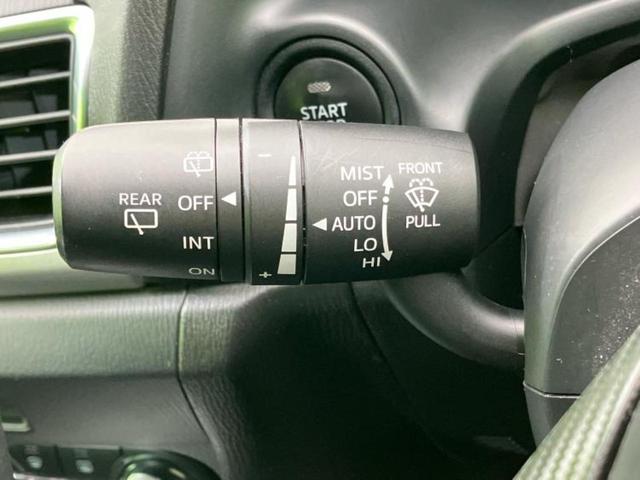 START
REAR
OFF
INT
ON
−
+
MIST
OFF
AUTO
LO
HI
FRONT
PULL